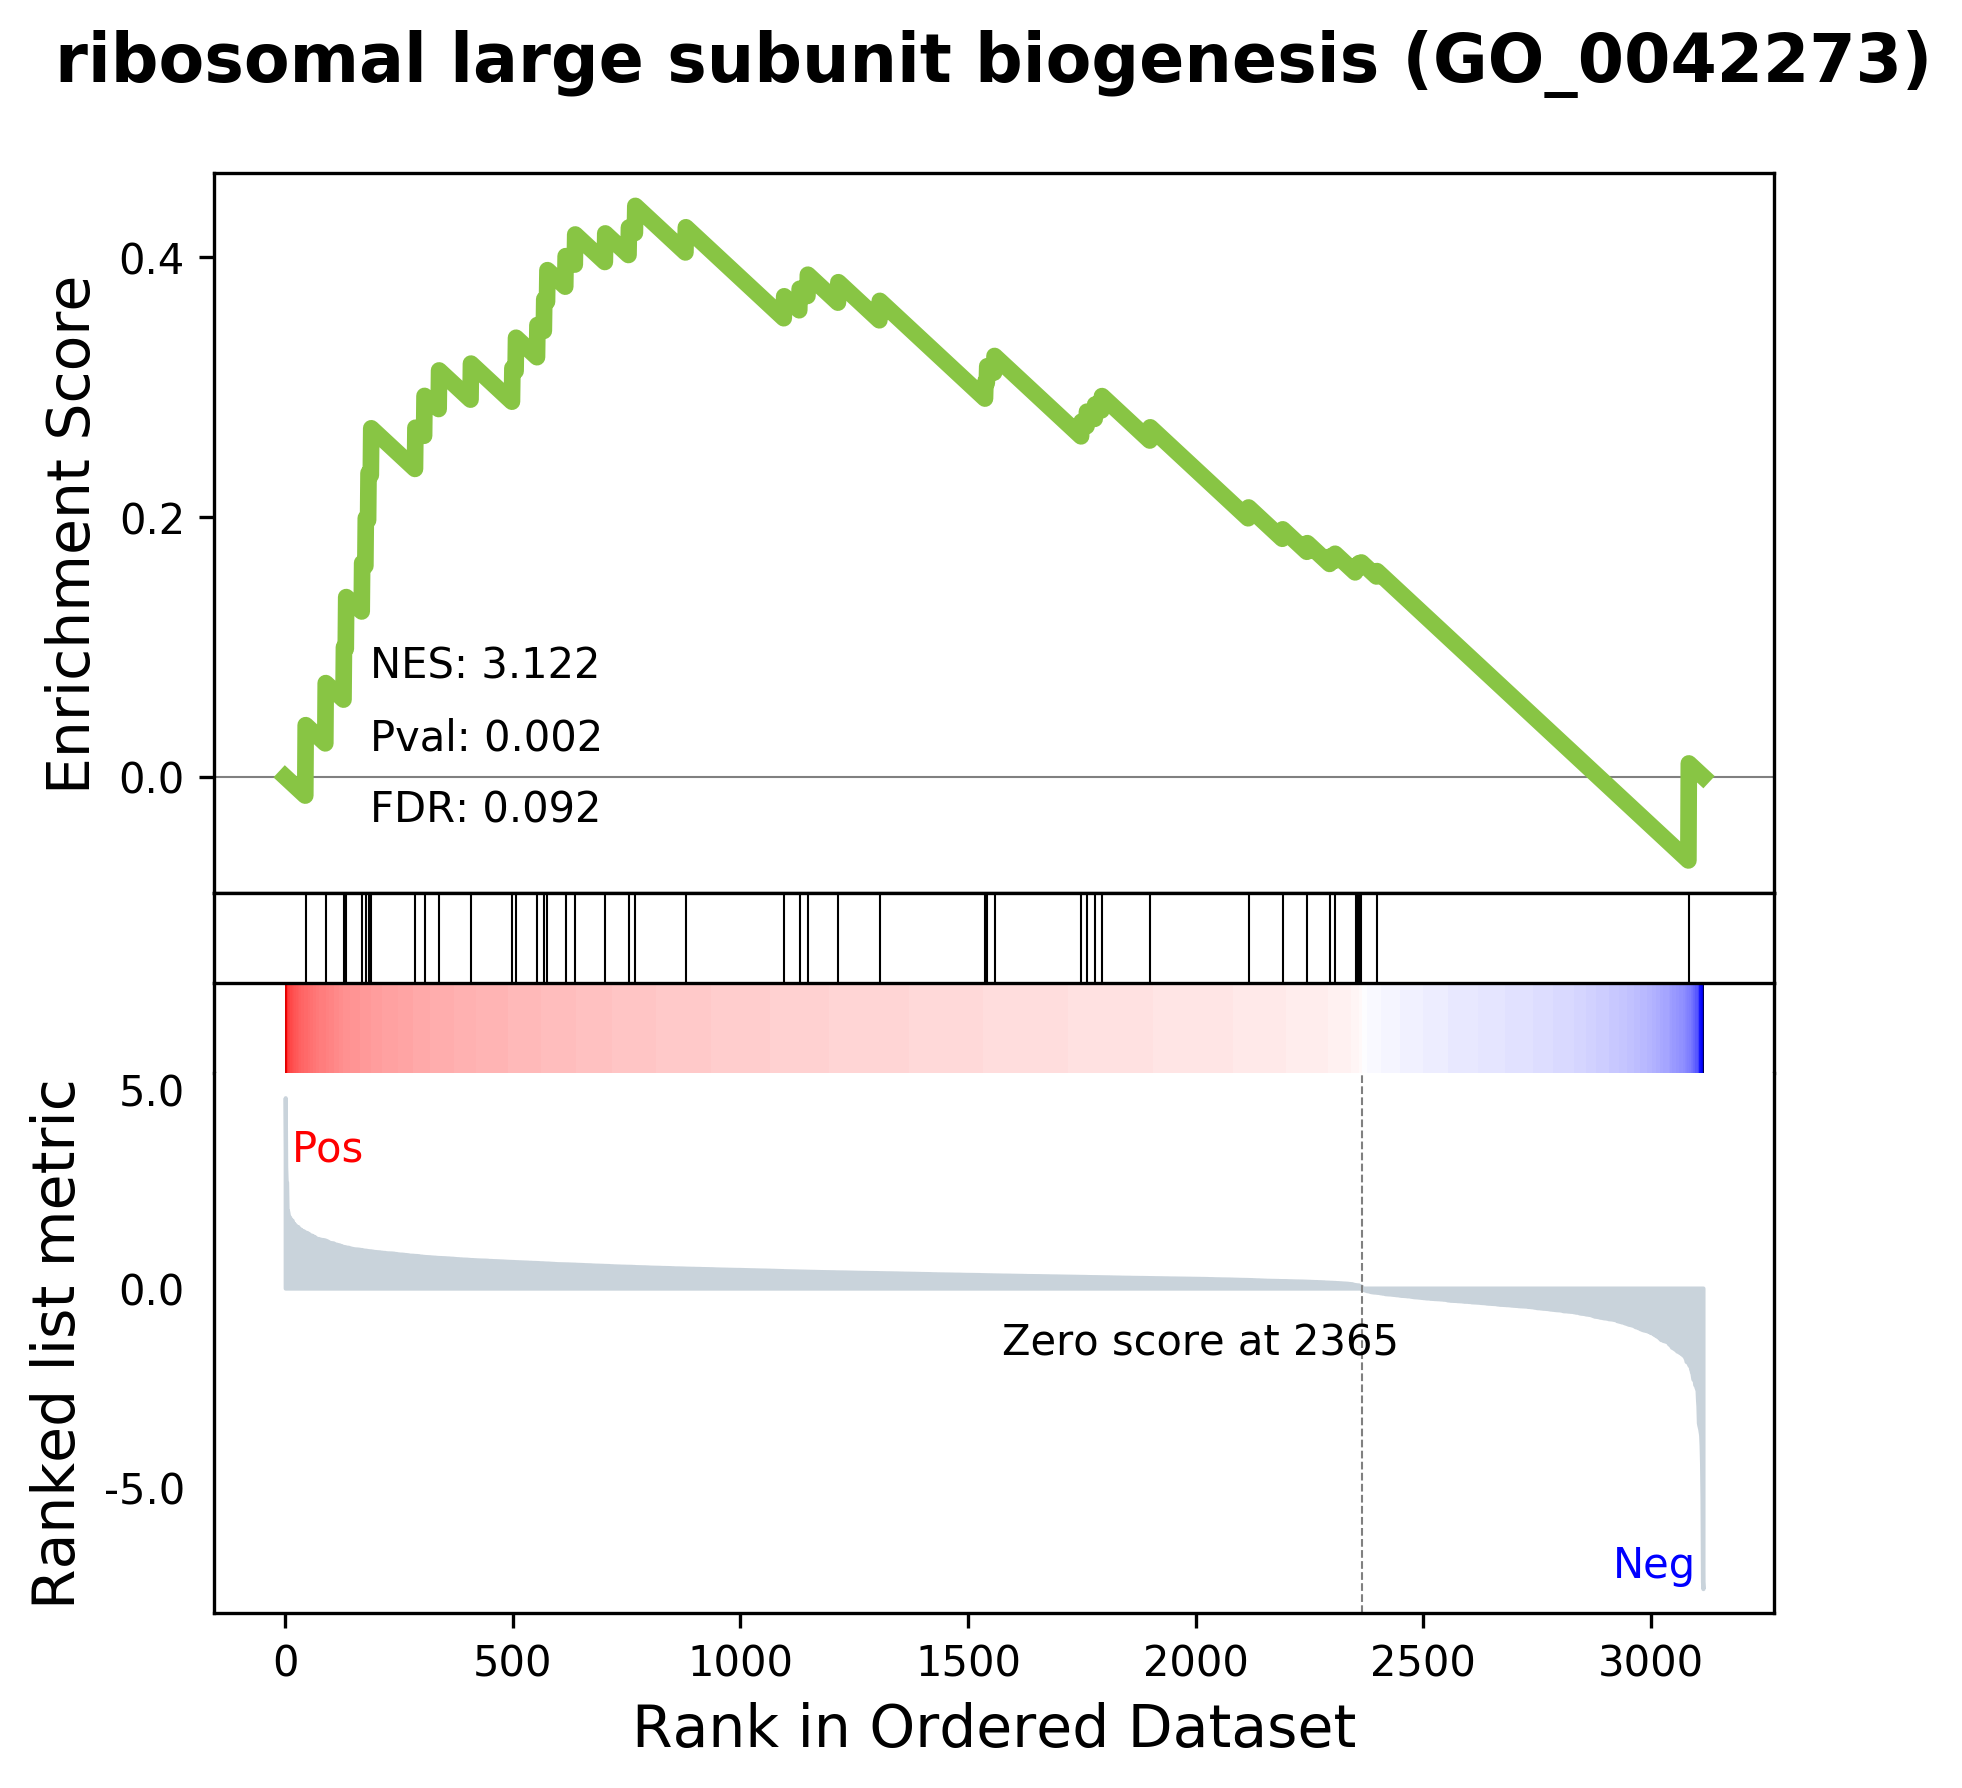 ribosomal large subunit biogenesis (GO_0042273)
Enrichment Score
0.4
0.2
0.0
NES: 3.122
Pval: 0.002
FDR: 0.092
Ranked list metric
5.0
0.0
-5.0
Pos
Zero score at 2365
Neg
0 500 1000 1500 2000 2500 3000
Rank in Ordered Dataset